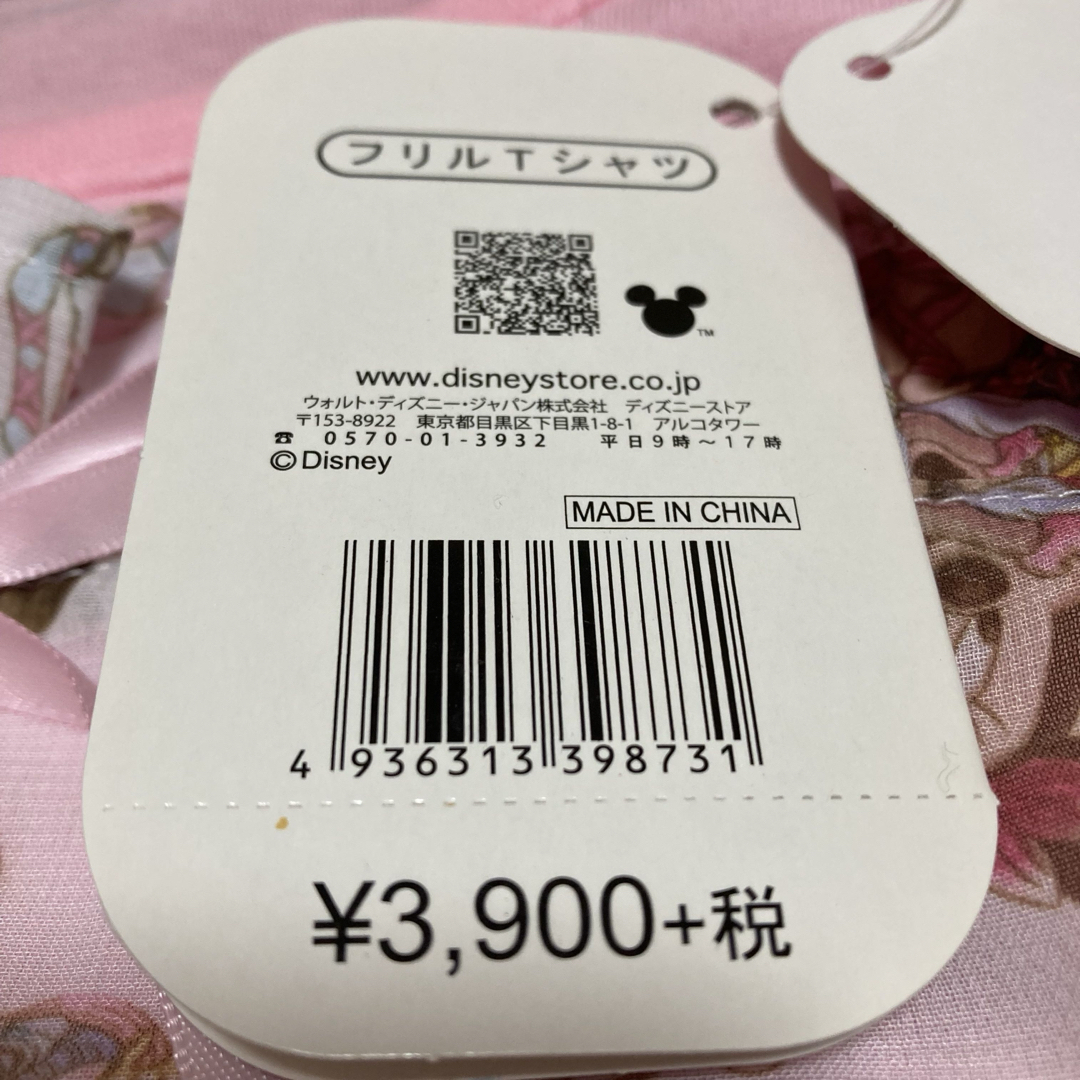 フリルTシャツ
TM
www.disneystore.co.jp
ウォルト・ディズニー・ジャパン株式会社 ディズニーストア
〒153-8922 東京都目黒区下目黒1-8-1 アルコタワー
☎ 0570-01-3932 平日9時~17時
©Disney
MADE IN CHINA
4 936313 398731
¥3,900+税